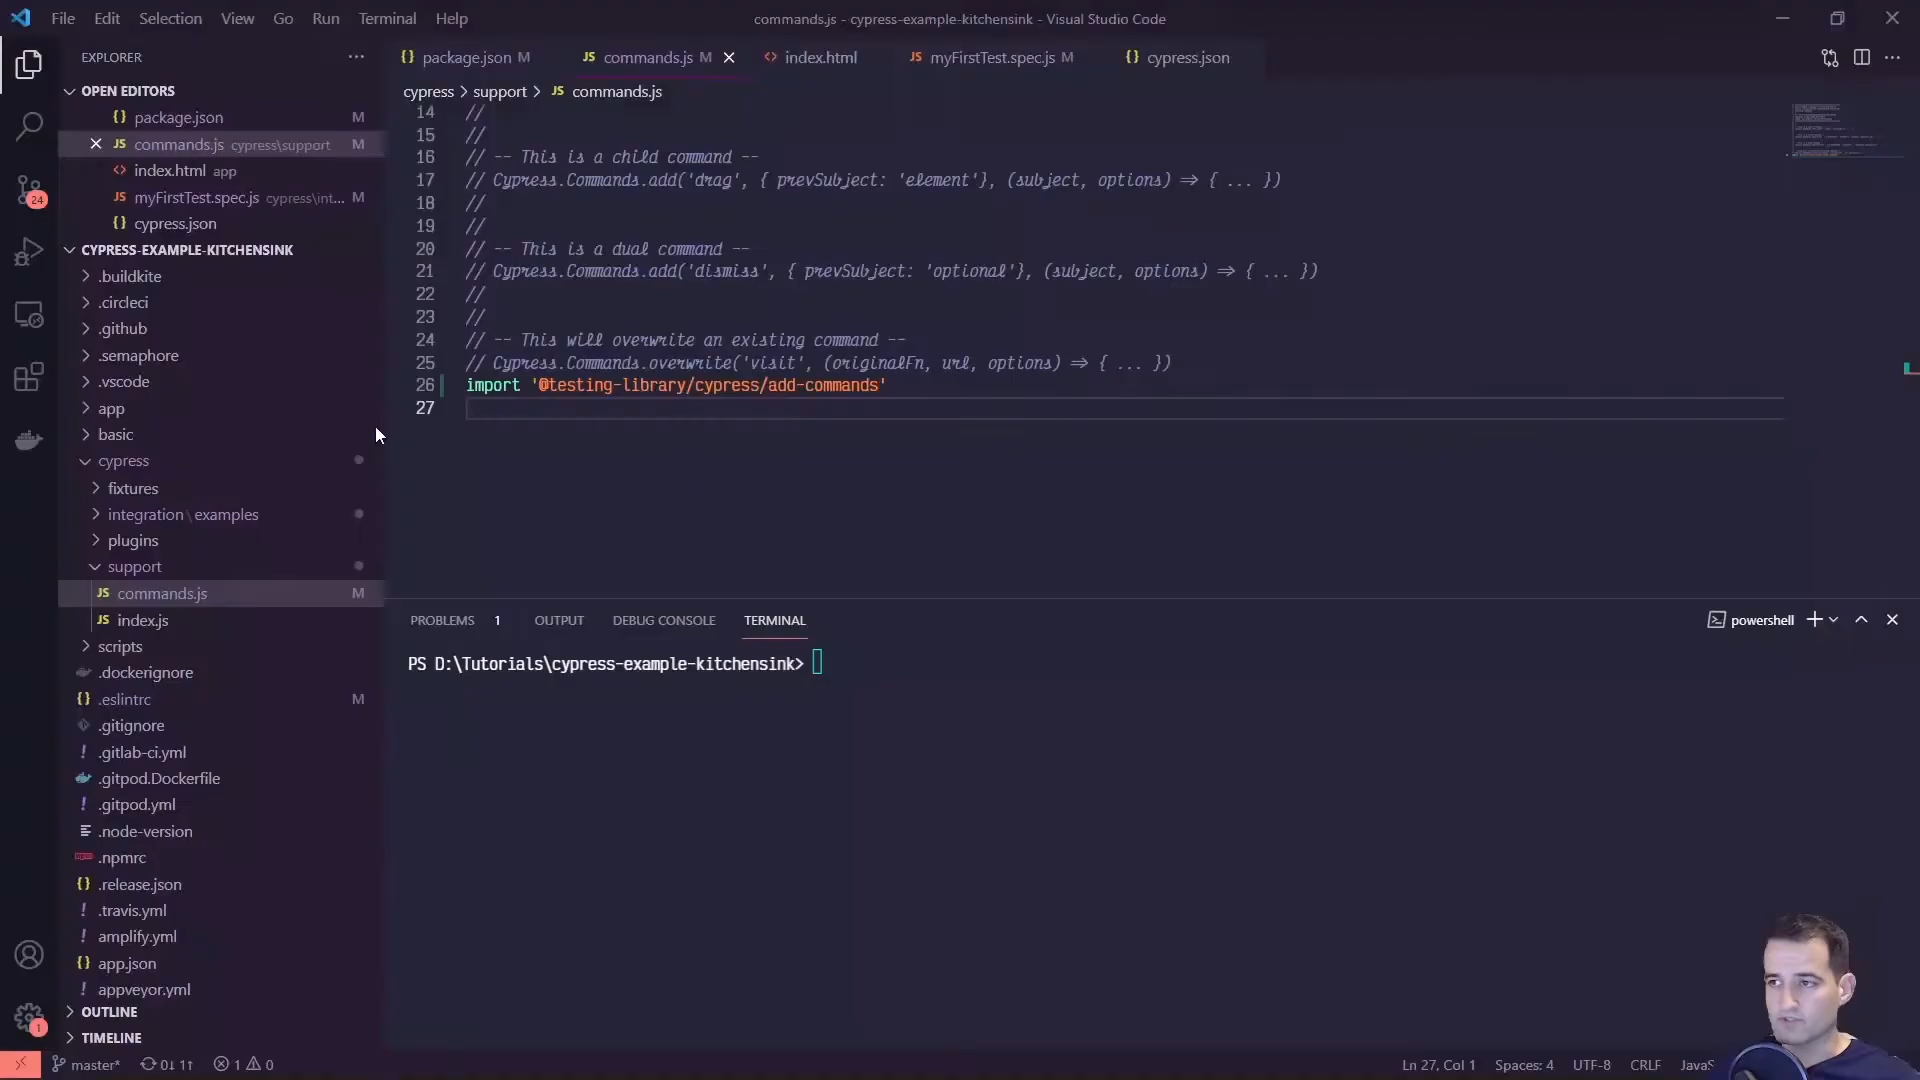 File Edit Selection View Go Run Terminal Help
commands.js - cypress-example-kitchensink - Visual Studio Code
EXPLORER
OPEN EDITORS
package.json M
commands.js cypress\support M
index.html app
myFirstTest.spec.js cypress\int... M
cypress.json
CYPRESS-EXAMPLE-KITCHENSINK
.buildkite
.circleci
.github
.semaphore
.vscode
app
basic
cypress
fixtures
integration\examples
plugins
support
commands.js M
index.js
scripts
.dockerignore
.eslintrc M
.gitignore
.gitlab-ci.yml
.gitpod.Dockerfile
.gitpod.yml
.node-version
.npmrc
.release.json
.travis.yml
amplify.yml
app.json
appveyor.yml
OUTLINE
TIMELINE
24
1
package.json M
commands.js M
index.html
myFirstTest.spec.js M
cypress.json
cypress > support > JS commands.js
14 //
15 //
16 // -- This is a child command --
17 // Cypress.Commands.add('drag', { prevSubject: 'element'}, (subject, options) => { ... })
18 //
19 //
20 // -- This is a dual command --
21 // Cypress.Commands.add('dismiss', { prevSubject: 'optional'}, (subject, options) => { ... })
22 //
23 //
24 // -- This will overwrite an existing command --
25 // Cypress.Commands.overwrite('visit', (originalFn, url, options) => { ... })
26 import '@testing-library/cypress/add-commands'
27
PROBLEMS 1 OUTPUT DEBUG CONSOLE TERMINAL
powershell
PS D:\Tutorials\cypress-example-kitchensink>
master* 0↓ 1↑ 1 0
Ln 27, Col 1 Spaces: 4 UTF-8 CRLF